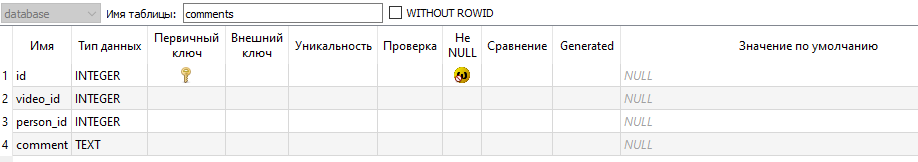 database Имя таблицы: comments WITHOUT ROWID
Имя Тип данных Первичный ключ Внешний ключ Уникальность Проверка Не NULL Сравнение Generated Значение по умолчанию
1 id INTEGER NULL
2 video_id INTEGER NULL
3 person_id INTEGER NULL
4 comment TEXT NULL